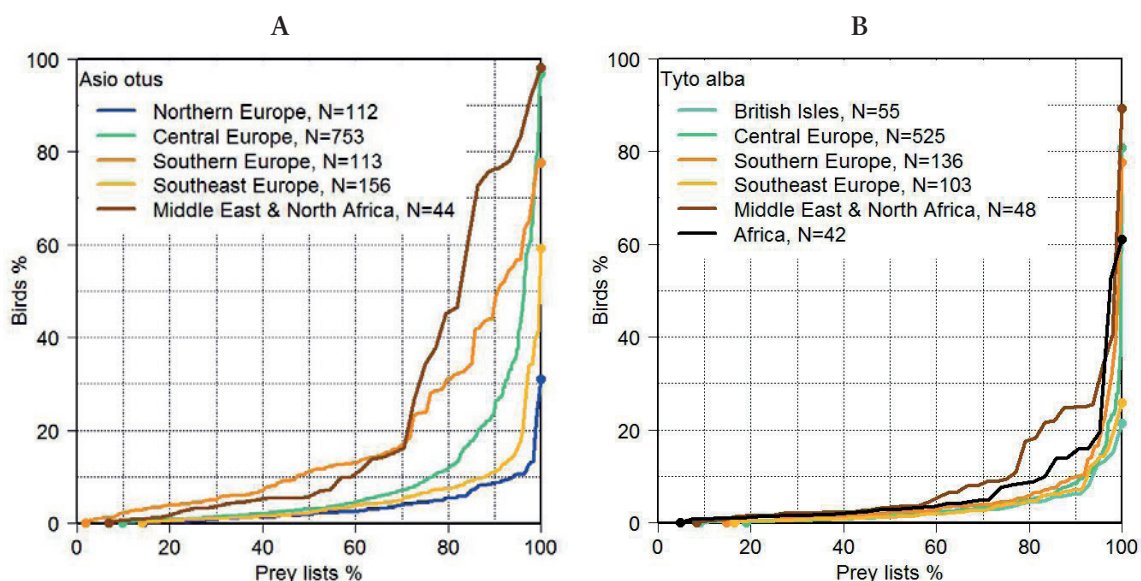 A
100
80
60
40
20
0
Birds %
Asio otus
Northern Europe, N=112
Central Europe, N=753
Southern Europe, N=113
Southeast Europe, N=156
Middle East & North Africa, N=44
0 20 40 60 80 100
Prey lists %
B
100
80
60
40
20
0
Birds %
Tyto alba
British Isles, N=55
Central Europe, N=525
Southern Europe, N=136
Southeast Europe, N=103
Middle East & North Africa, N=48
Africa, N=42
0 20 40 60 80 100
Prey lists %